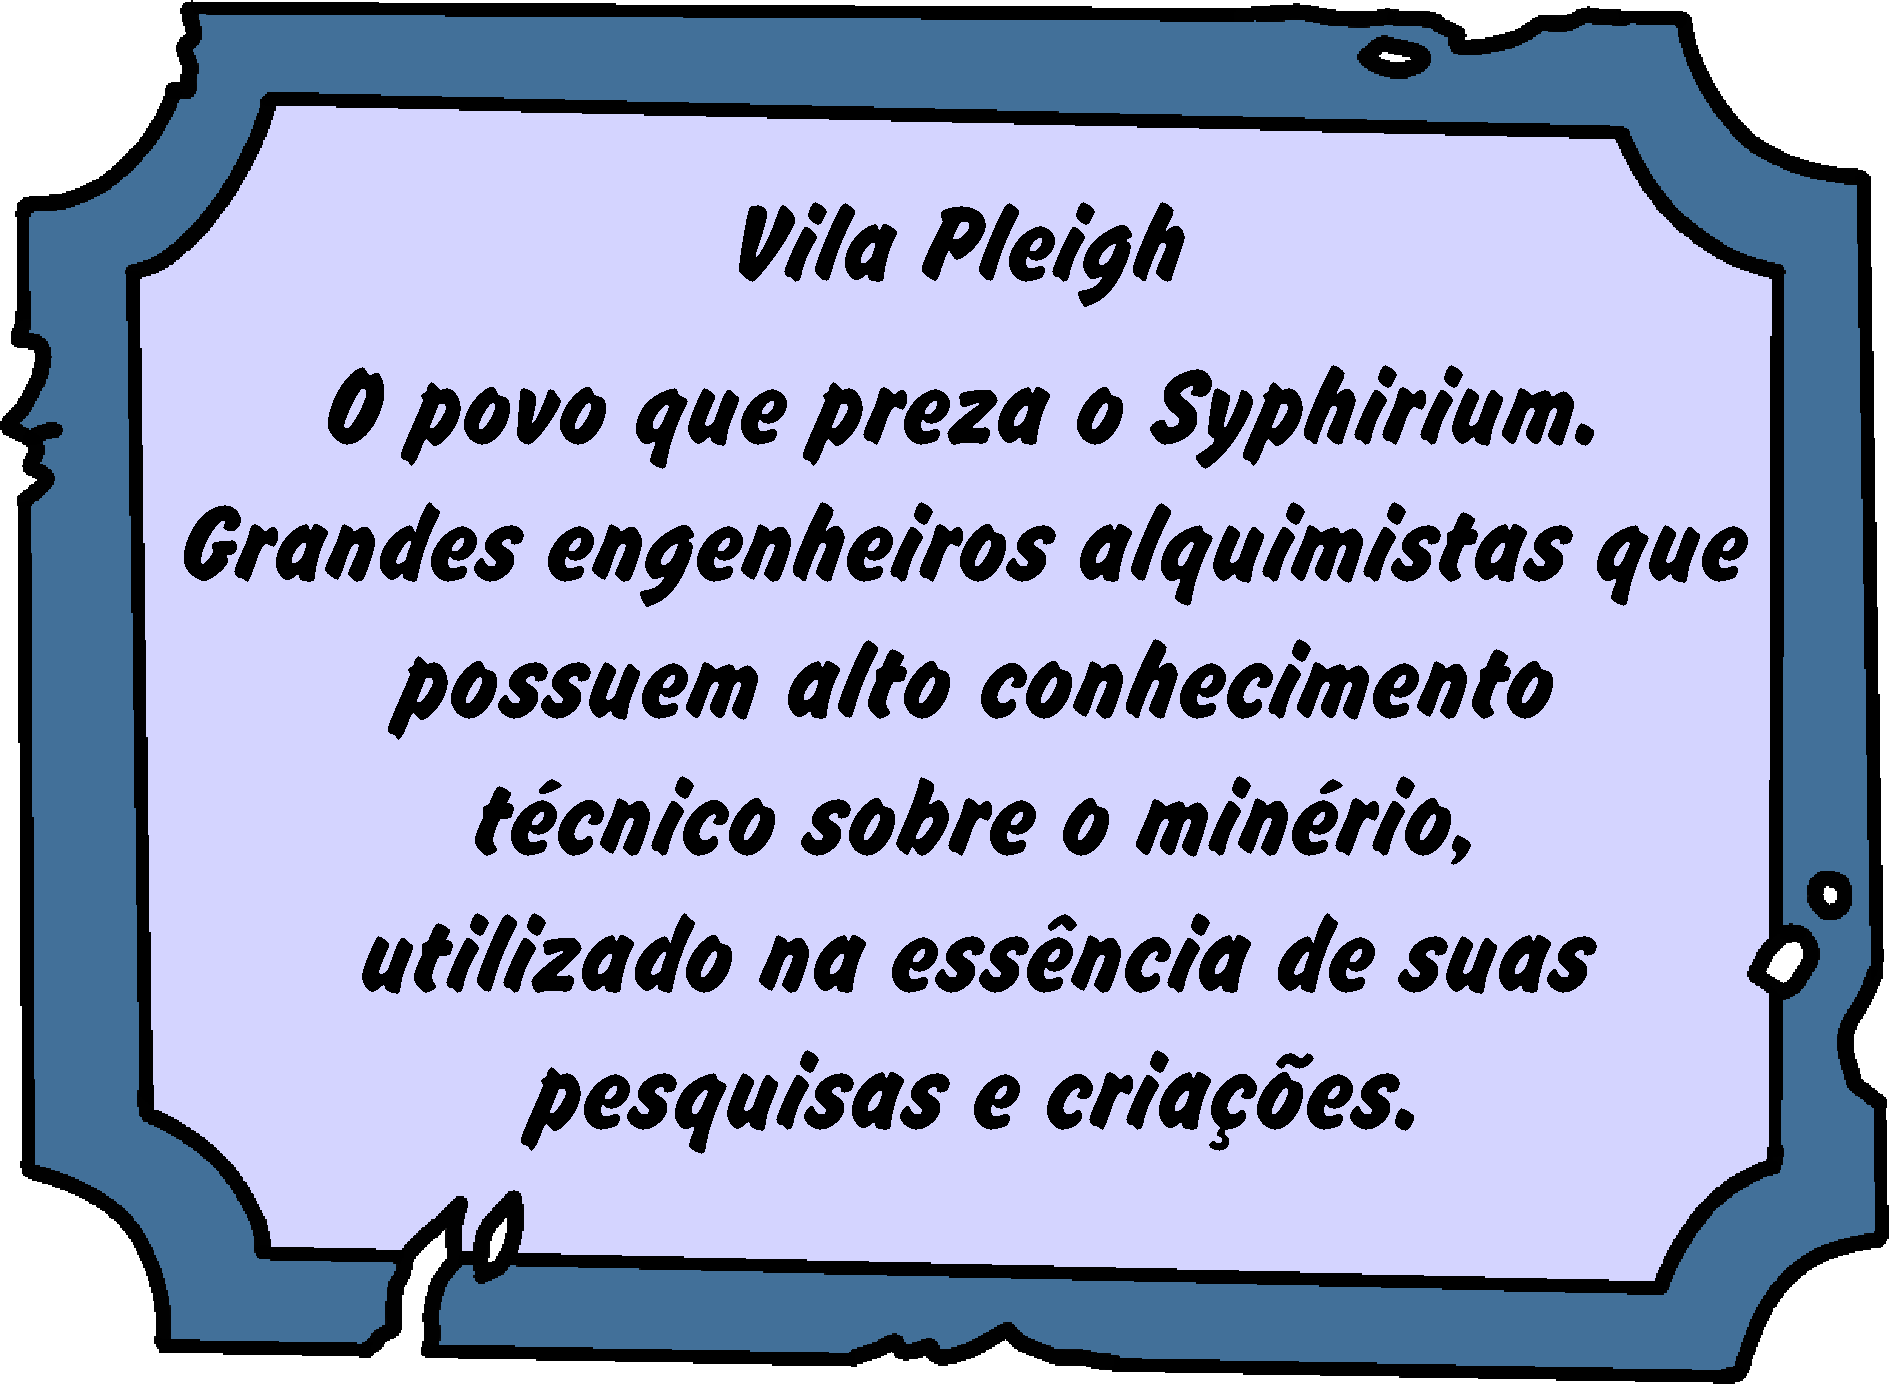 Vila Pleigh
O povo que preza o Syphirium.
Grandes engenheiros alquimistas que
possuem alto conhecimento
técnico sobre o minério,
utilizado na essência de suas
pesquisas e criações.